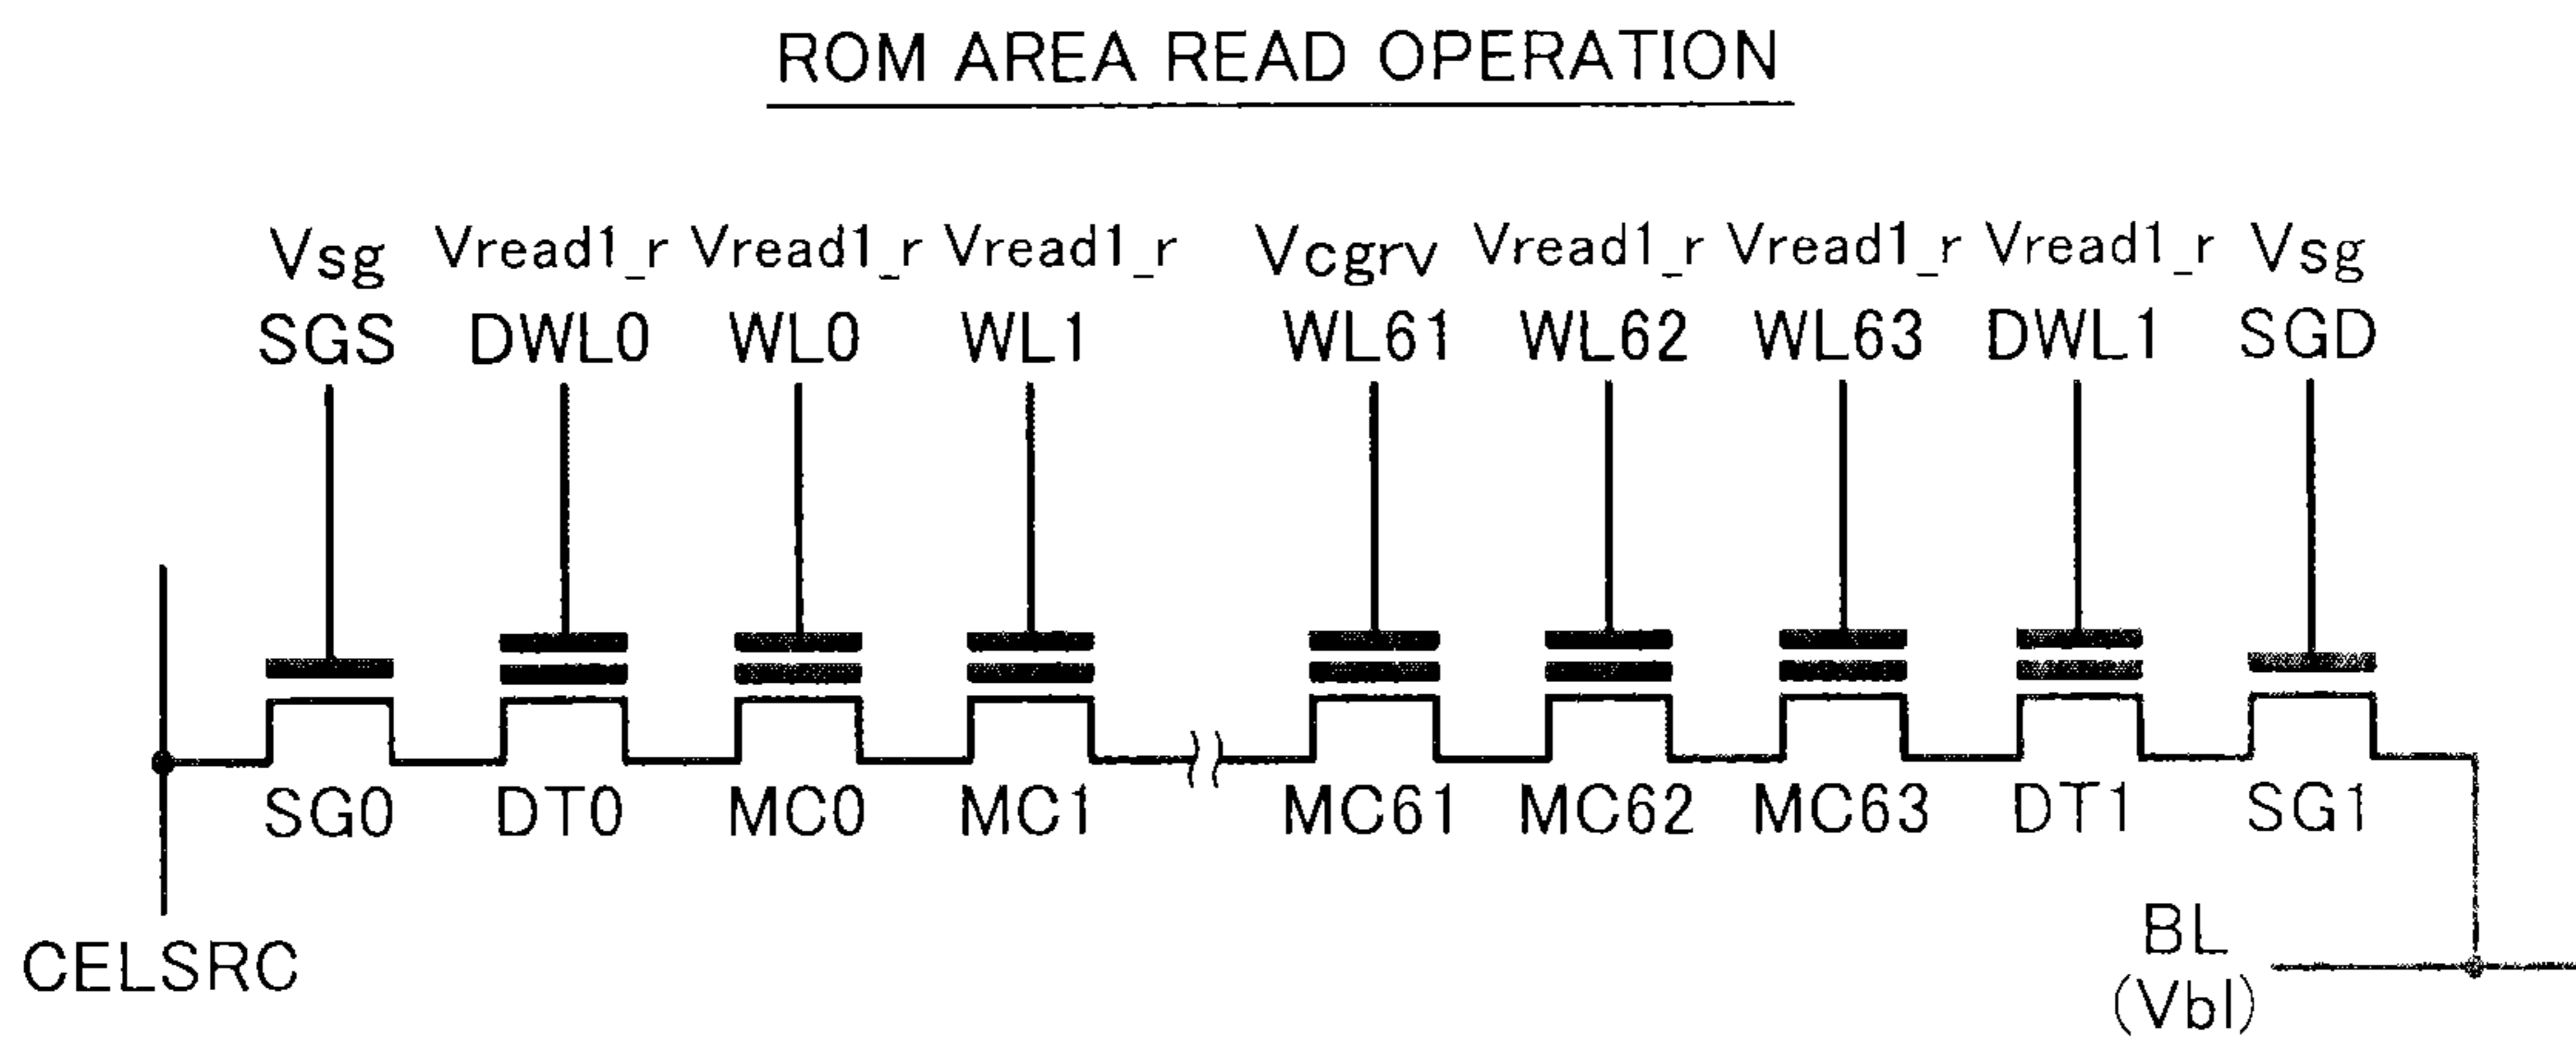 ROM AREA READ OPERATION
Vsg Vread1_r Vread1_r Vread1_r Vcgrv Vread1_r Vread1_r Vread1_r Vsg
SGS DWL0 WL0 WL1 WL61 WL62 WL63 DWL1 SGD
SG0 DT0 MC0 MC1 MC61 MC62 MC63 DT1 SG1
CELSRC
BL
(Vbl)